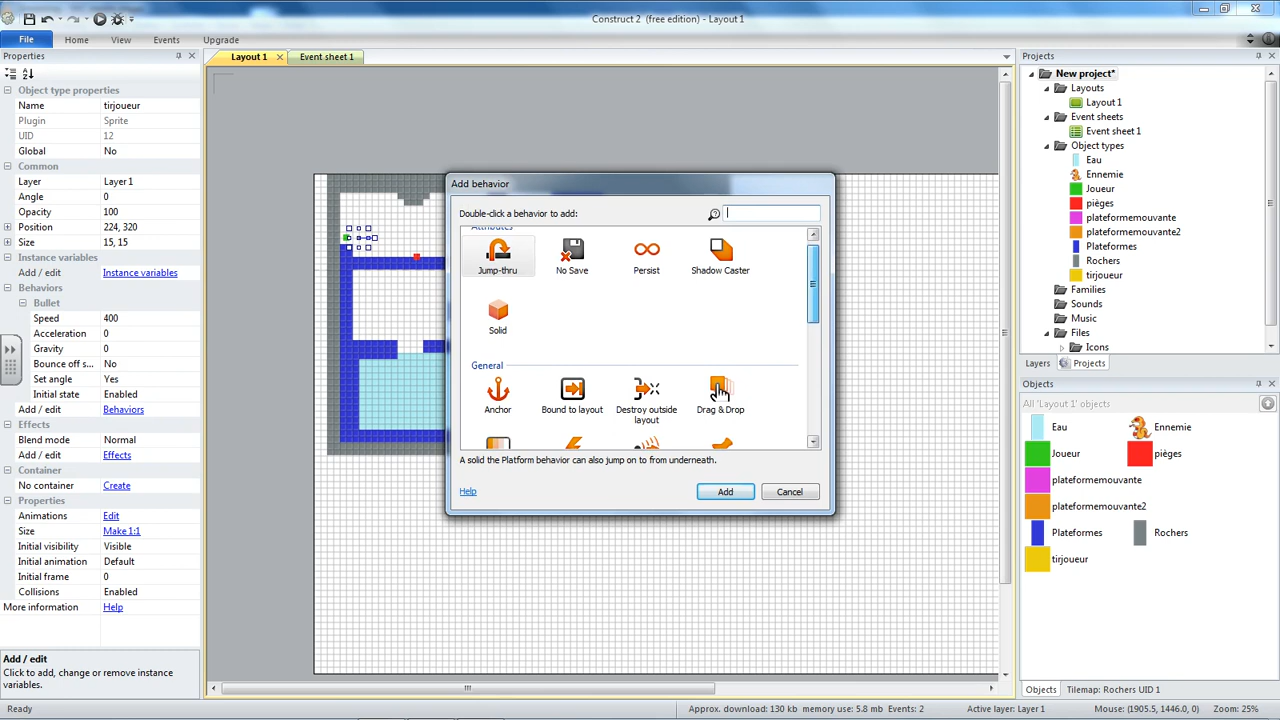 Construct 2  (free edition) - Layout 1
File
Home
View
Events
Upgrade
Properties
Object type properties
Name tirjoueur
Plugin Sprite
UID 12
Global No
Common
Layer Layer 1
Angle 0
Opacity 100
Position 224, 320
Size 15, 15
Instance variables
Add / edit Instance variables
Behaviors
Bullet
Speed 400
Acceleration 0
Gravity 0
Bounce off s... No
Set angle Yes
Initial state Enabled
Add / edit Behaviors
Effects
Blend mode Normal
Add / edit Effects
Container
No container Create
Properties
Animations Edit
Size Make 1:1
Initial visibility Visible
Initial animation Default
Initial frame 0
Collisions Enabled
More information Help
Add / edit
Click to add, change or remove instance
variables.
Layout 1
Event sheet 1
Add behavior
Double-click a behavior to add:
Attributes
Jump-thru
No Save
Persist
Shadow Caster
Solid
General
Anchor
Bound to layout
Destroy outside
layout
Drag & Drop
A solid the Platform behavior can also jump on to from underneath.
Help
Add
Cancel
Projects
New project*
Layouts
Layout 1
Event sheets
Event sheet 1
Object types
Eau
Ennemie
Joueur
pièges
plateformemouvante
plateformemouvante2
Plateformes
Rochers
tirjoueur
Families
Sounds
Music
Files
Icons
Layers
Projects
Objects
All 'Layout 1' objects
Eau
Ennemie
Joueur
pièges
plateformemouvante
plateformemouvante2
Plateformes
Rochers
tirjoueur
Objects
Tilemap: Rochers UID 1
Ready
Approx. download: 130 kb  memory use: 5.8 mb  Events: 2
Active layer: Layer 1
Mouse: (1905.5, 1446.0, 0)
Zoom: 25%